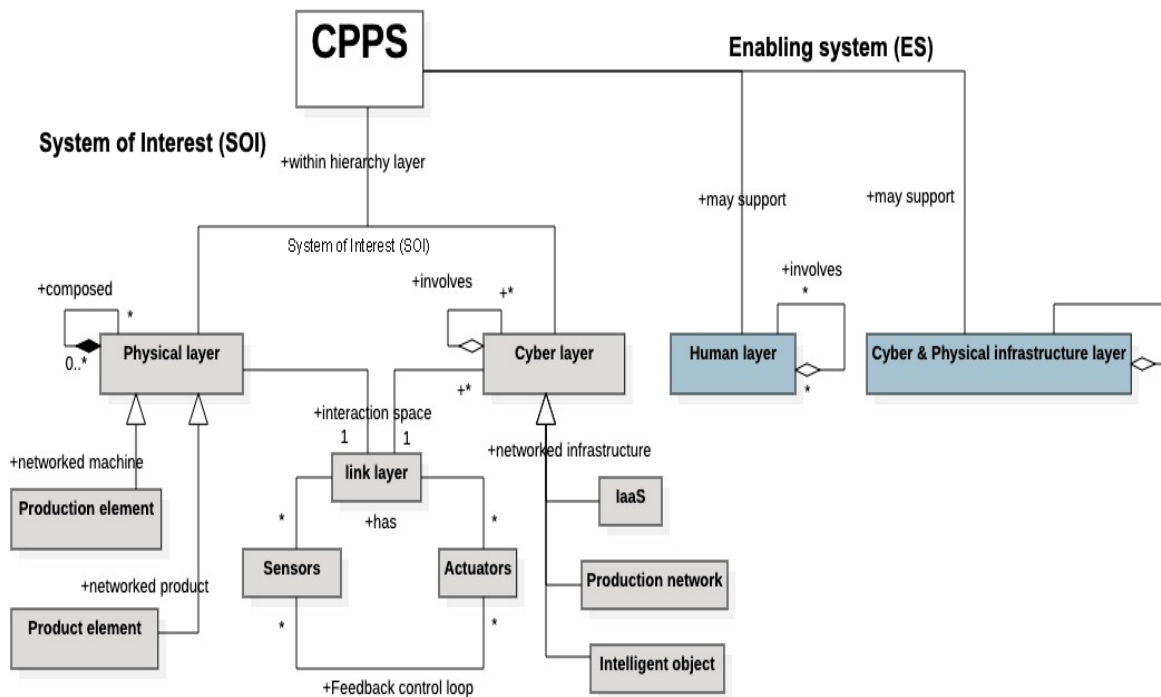 CPPS
Enabling system (ES)
System of Interest (SOI)
+within hierarchy layer
+may support
+may support
System of Interest (SOI)
+composed
*
0..*
Physical layer
+involves
+*
Cyber layer
+*
+involves
*
Human layer
*
Cyber & Physical infrastructure layer
+interaction space
1
1
link layer
+networked machine
Production element
+networked infrastructure
IaaS
+has
*
*
Sensors
Actuators
Production network
+networked product
Product element
*
*
Intelligent object
+Feedback control loop